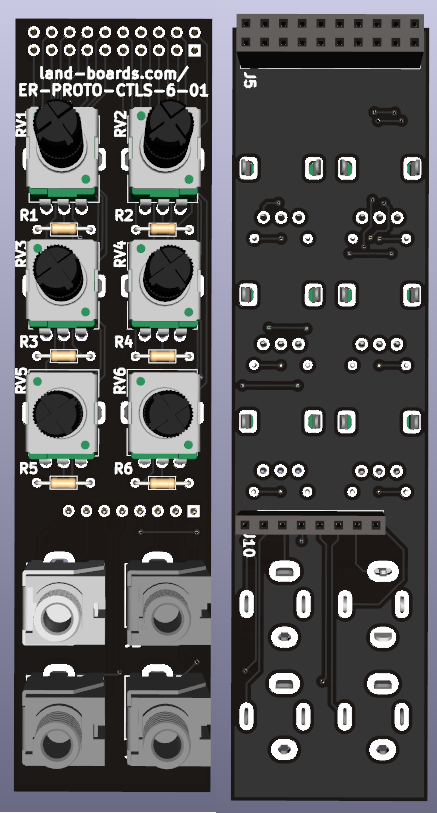 land-boards.com/
ER-PROTO-CTLS-6-01
RV1
RV2
R1
R2
RV3
RV4
R3
R4
RV5
RV6
R5
R6
J5
J10